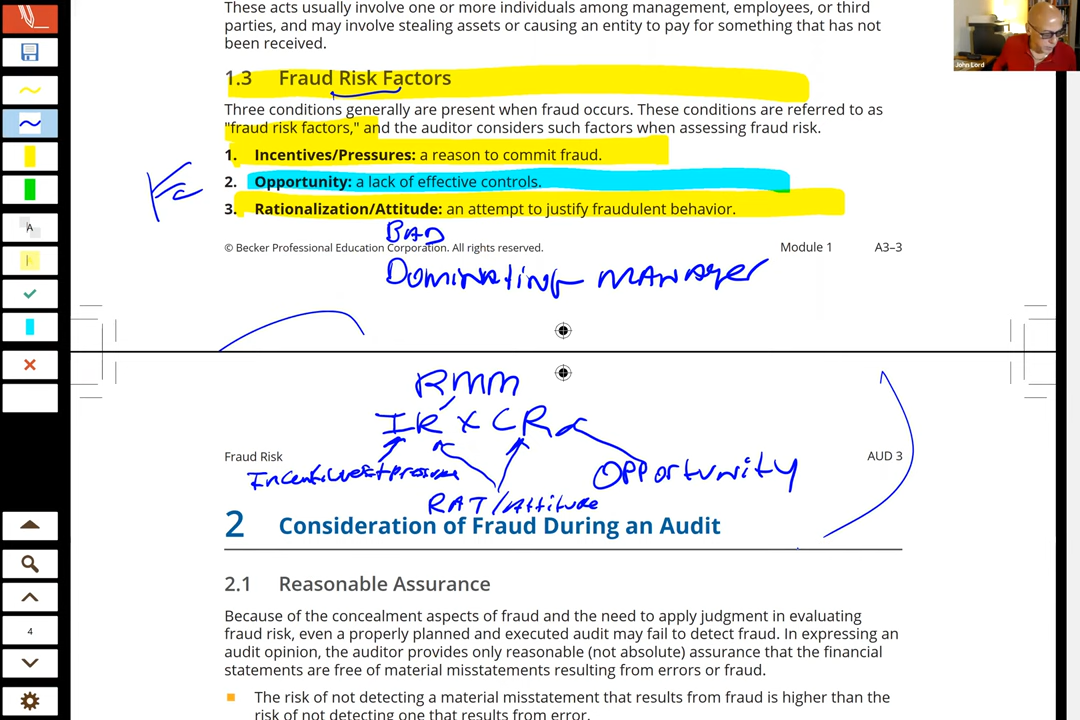 These acts usually involve one or more individuals among management, employees, or third
parties, and may involve stealing assets or causing an entity to pay for something that has not
been received.
John Lord
1.3 Fraud Risk Factors
Three conditions generally are present when fraud occurs. These conditions are referred to as
"fraud risk factors," and the auditor considers such factors when assessing fraud risk.
1. Incentives/Pressures: a reason to commit fraud.
2. Opportunity: a lack of effective controls.
3. Rationalization/Attitude: an attempt to justify fraudulent behavior.
BAD
© Becker Professional Education Corporation. All rights reserved. Module 1 A3–3
Dominating Manager
RMM
IR x CR
Fraud Risk AUD 3
Opportunity
RAT/Attitude
2 Consideration of Fraud During an Audit
2.1 Reasonable Assurance
Because of the concealment aspects of fraud and the need to apply judgment in evaluating
fraud risk, even a properly planned and executed audit may fail to detect fraud. In expressing an
audit opinion, the auditor provides only reasonable (not absolute) assurance that the financial
statements are free of material misstatements resulting from errors or fraud.
The risk of not detecting a material misstatement that results from fraud is higher than the
risk of not detecting one that results from error.
A
4